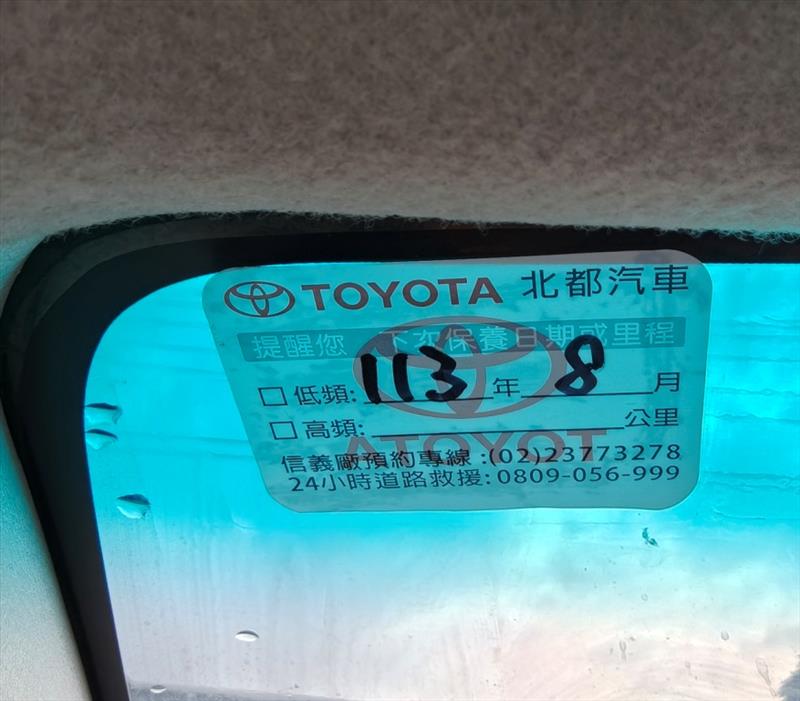 TOYOTA 北都汽車
提醒您 下次保養日期或里程
□ 低頻: 113 年 8 月
□ 高頻: 公里
信義廠預約專線:(02)23773278
24小時道路救援:0809-056-999